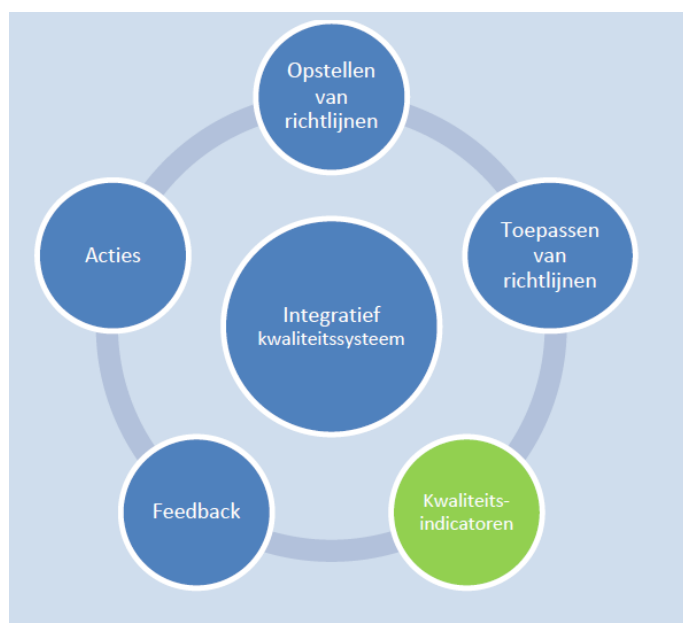 Opstellen
van
richtlijnen
Toepassen
van
richtlijnen
Kwaliteits-
indicatoren
Feedback
Acties
Integratief
kwaliteitssysteem